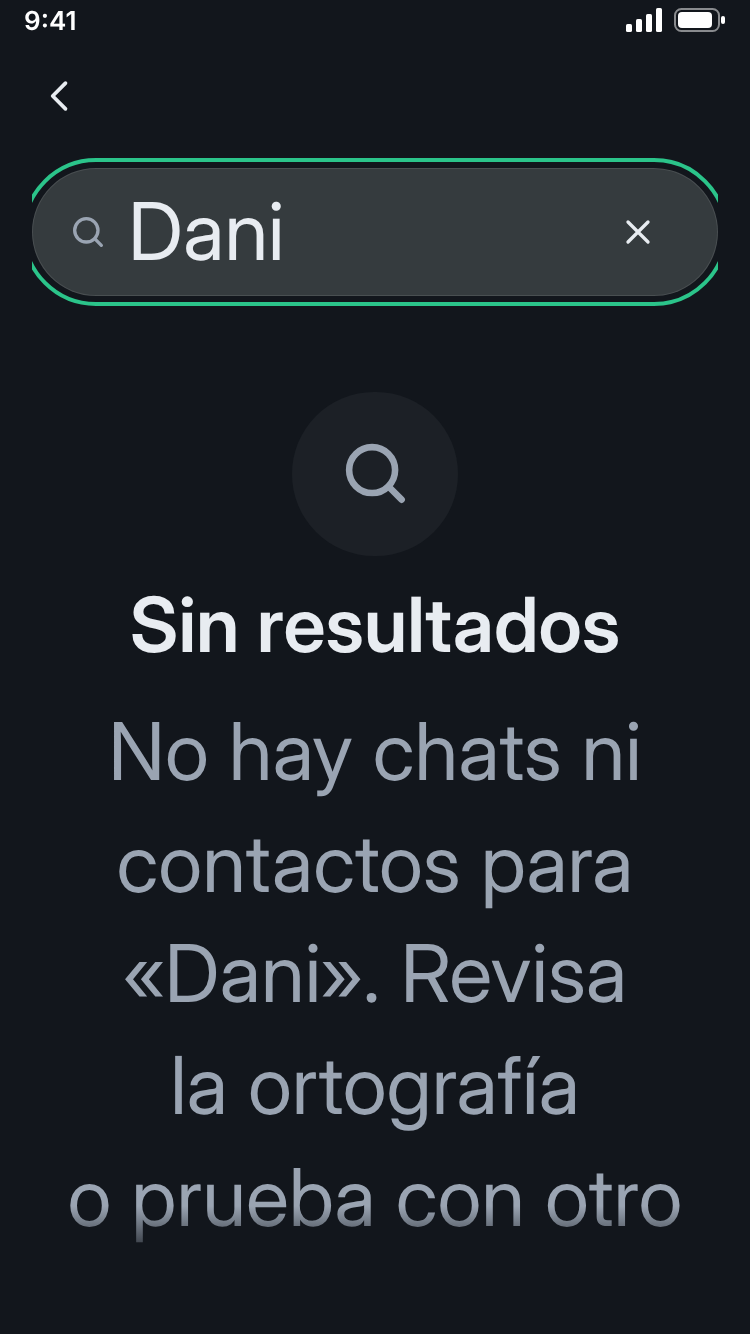 9:41
Dani
Sin resultados
No hay chats ni
contactos para
«Dani». Revisa
la ortografía
o prueba con otro